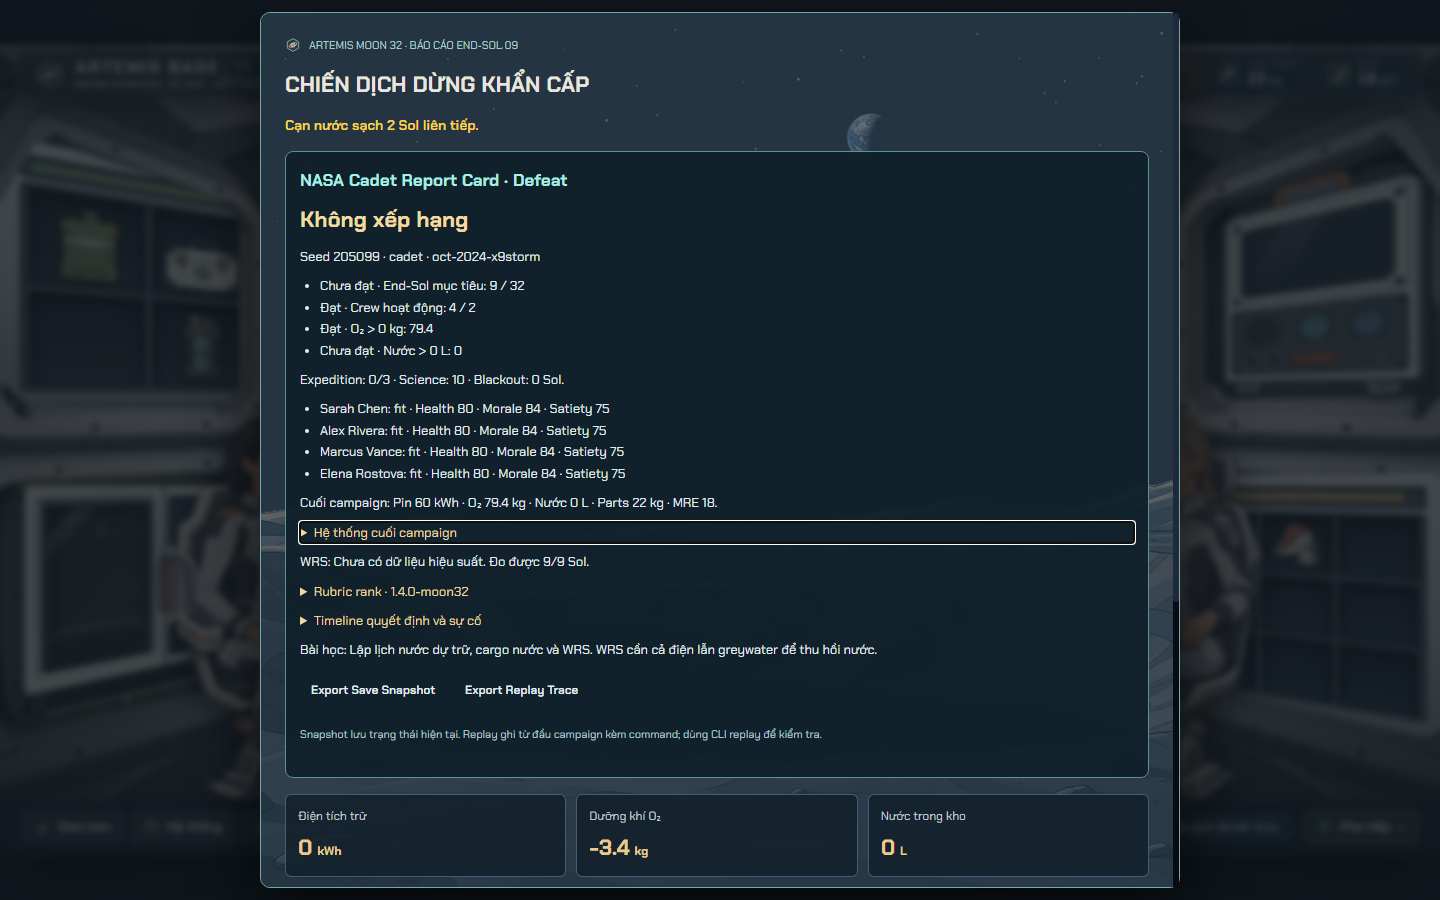 ARTEMIS MOON 32 · BÁO CÁO END-SOL 09
CHIẾN DỊCH DỪNG KHẨN CẤP
Cạn nước sạch 2 Sol liên tiếp.
NASA Cadet Report Card · Defeat
Không xếp hạng
Seed 205099 · cadet · oct-2024-x9storm
• Chưa đạt · End-Sol mục tiêu: 9 / 32
• Đạt · Crew hoạt động: 4 / 2
• Đạt · O₂ > 0 kg: 79.4
• Chưa đạt · Nước > 0 L: 0
Expedition: 0/3 · Science: 10 · Blackout: 0 Sol.
• Sarah Chen: fit · Health 80 · Morale 84 · Satiety 75
• Alex Rivera: fit · Health 80 · Morale 84 · Satiety 75
• Marcus Vance: fit · Health 80 · Morale 84 · Satiety 75
• Elena Rostova: fit · Health 80 · Morale 84 · Satiety 75
Cuối campaign: Pin 60 kWh · O₂ 79.4 kg · Nước 0 L · Parts 22 kg · MRE 18.
▶ Hệ thống cuối campaign
WRS: Chưa có dữ liệu hiệu suất. Đo được 9/9 Sol.
▶ Rubric rank · 1.4.0-moon32
▶ Timeline quyết định và sự cố
Bài học: Lập lịch nước dự trữ, cargo nước và WRS. WRS cần cả điện lẫn greywater để thu hồi nước.
Export Save Snapshot Export Replay Trace
Snapshot lưu trạng thái hiện tại. Replay ghi từ đầu campaign kèm command; dùng CLI replay để kiểm tra.
Điện tích trữ
0 kWh
Dưỡng khí O₂
-3.4 kg
Nước trong kho
0 L
ARTEMIS BASE